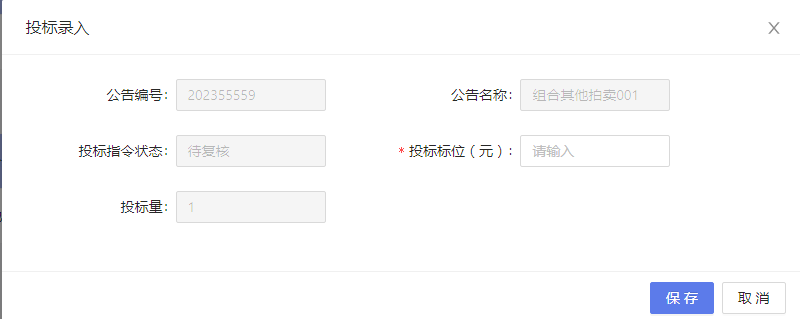 投标录入
公告编号： 202355559 公告名称： 组合其他拍卖001
投标指令状态： 待复核 * 投标标位（元）： 请输入
投标量： 1
保 存 取 消